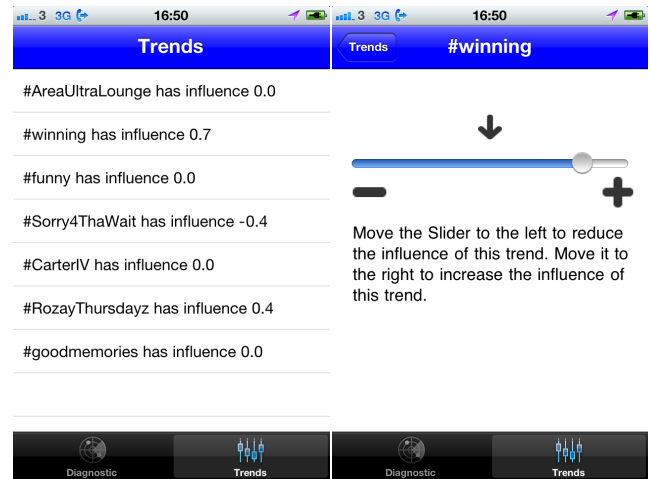 3 3G 16:50
Trends
#AreaUltraLounge has influence 0.0
#winning has influence 0.7
#funny has influence 0.0
#Sorry4ThaWait has influence -0.4
#CarterIV has influence 0.0
#RozayThursdayz has influence 0.4
#goodmemories has influence 0.0
Diagnostic Trends
3 3G 16:50
Trends #winning
Move the Slider to the left to reduce
the influence of this trend. Move it to
the right to increase the influence of
this trend.
Diagnostic Trends